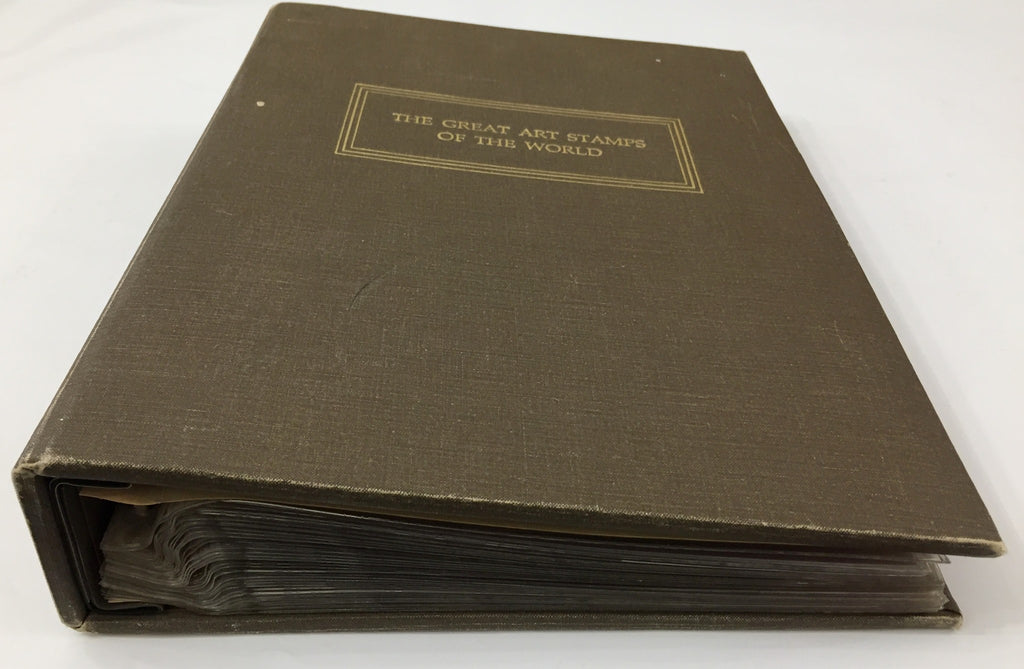 THE GREAT ART STAMPS
OF THE WORLD